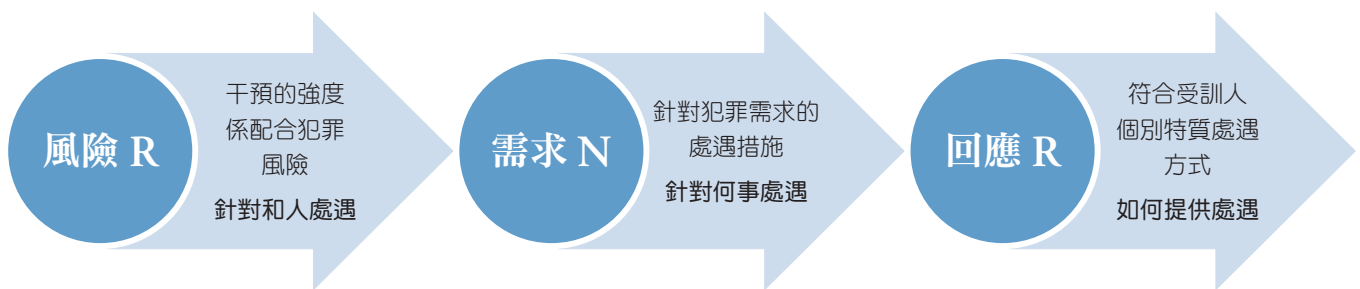 風險 R
干預的強度
係配合犯罪
風險
針對和人處遇
需求 N
針對犯罪需求的
處遇措施
針對何事處遇
回應 R
符合受訓人
個別特質處遇
方式
如何提供處遇